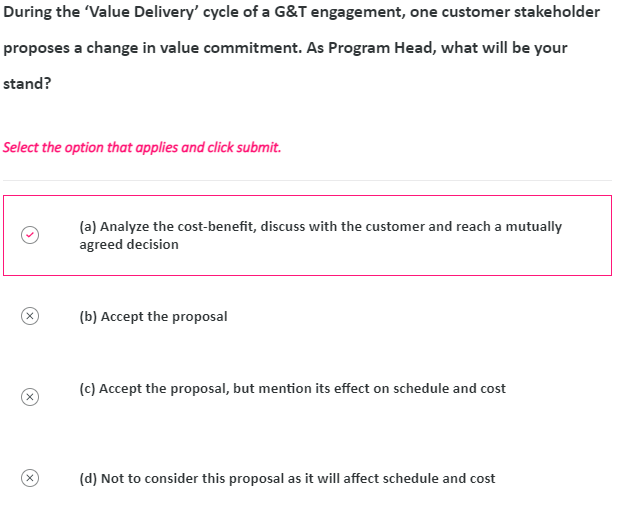 During the ‘Value Delivery’ cycle of a G&T engagement, one customer stakeholder
proposes a change in value commitment. As Program Head, what will be your
stand?
Select the option that applies and click submit.
(a) Analyze the cost-benefit, discuss with the customer and reach a mutually
agreed decision
(b) Accept the proposal
(c) Accept the proposal, but mention its effect on schedule and cost
(d) Not to consider this proposal as it will affect schedule and cost